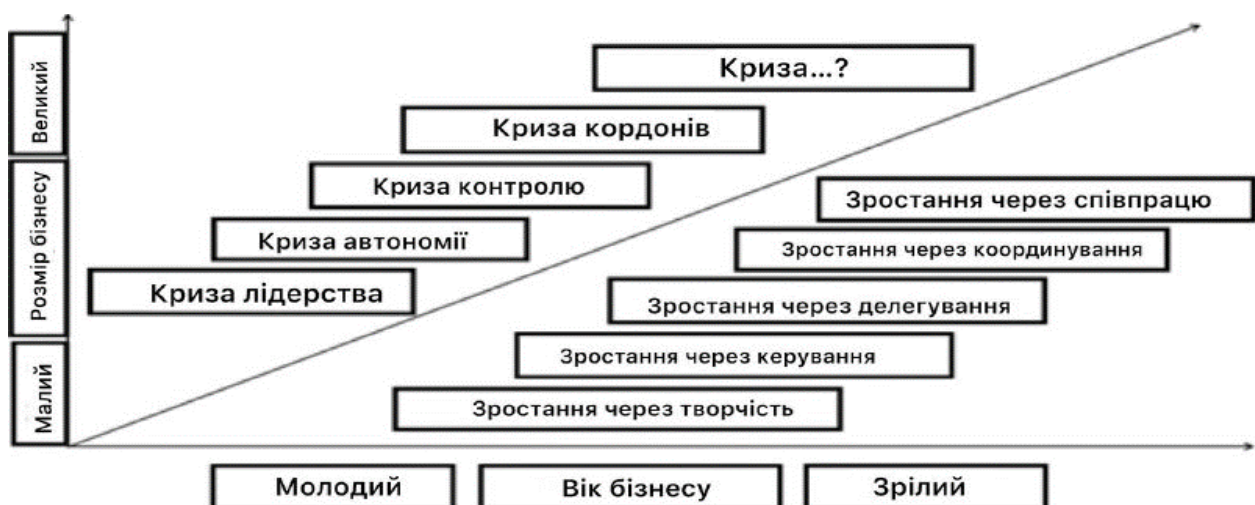 Великий
Розмір бізнесу
Малий
Криза...?
Криза кордонів
Криза контролю
Криза автономії
Криза лідерства
Зростання через співпрацю
Зростання через координування
Зростання через делегування
Зростання через керування
Зростання через творчість
Молодий
Вік бізнесу
Зрілий